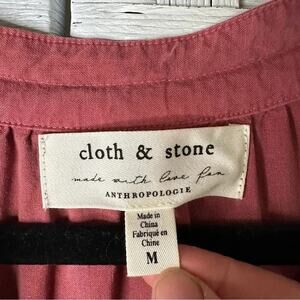 cloth & stone
made with love for
ANTHROPOLOGIE
Made in
China
Fabriqué en
Chine
M